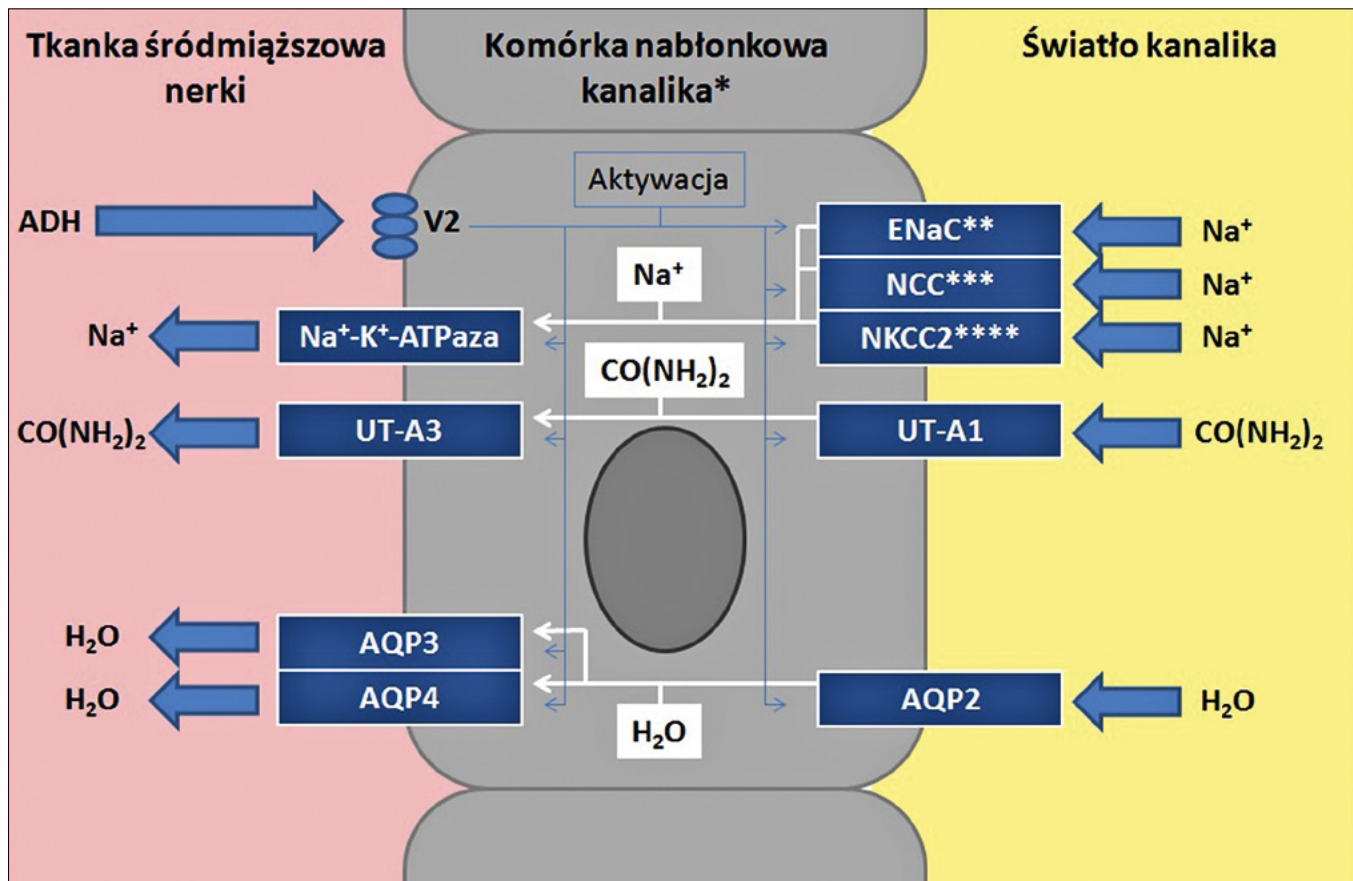 Tkanka śródmiąższowa
nerki
Komórka nabłonkowa
kanalika*
Światło kanalika
Aktywacja
ADH
V2
ENaC**
Na⁺
Na⁺
NCC***
Na⁺
Na⁺
Na⁺-K⁺-ATPaza
NKCC2****
Na⁺
CO(NH₂)₂
CO(NH₂)₂
UT-A3
UT-A1
CO(NH₂)₂
H₂O
AQP3
H₂O
AQP4
AQP2
H₂O
H₂O